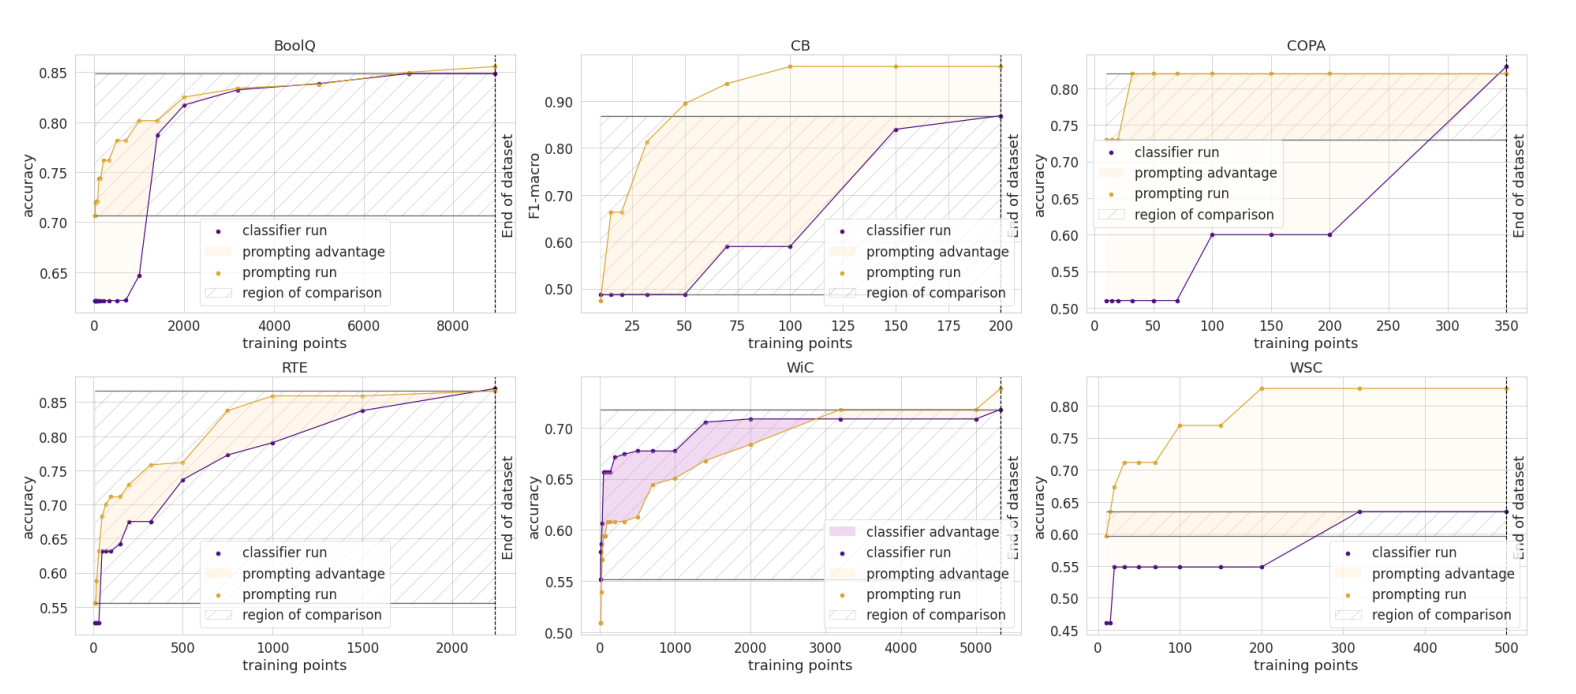 BoolQ
0.85
0.80
0.75
0.70
0.65
accuracy
0 2000 4000 6000 8000
training points
End of dataset
classifier run
prompting advantage
prompting run
region of comparison
CB
0.90
0.80
0.70
0.60
0.50
F1-macro
25 50 75 100 125 150 175 200
training points
End of dataset
classifier run
prompting advantage
prompting run
region of comparison
COPA
0.80
0.75
0.70
0.60
0.55
0.50
accuracy
0 50 100 150 200 250 300 350
training points
End of dataset
classifier run
prompting advantage
prompting run
region of comparison
RTE
0.85
0.80
0.75
0.70
0.65
0.60
0.55
accuracy
0 500 1000 1500 2000
training points
End of dataset
classifier run
prompting advantage
prompting run
region of comparison
WiC
0.70
0.65
0.60
0.55
0.50
accuracy
0 1000 2000 3000 4000 5000
training points
End of dataset
classifier advantage
classifier run
prompting advantage
prompting run
region of comparison
WSC
0.80
0.75
0.70
0.65
0.60
0.55
0.50
0.45
accuracy
0 100 200 300 400 500
training points
End of dataset
classifier run
prompting advantage
prompting run
region of comparison